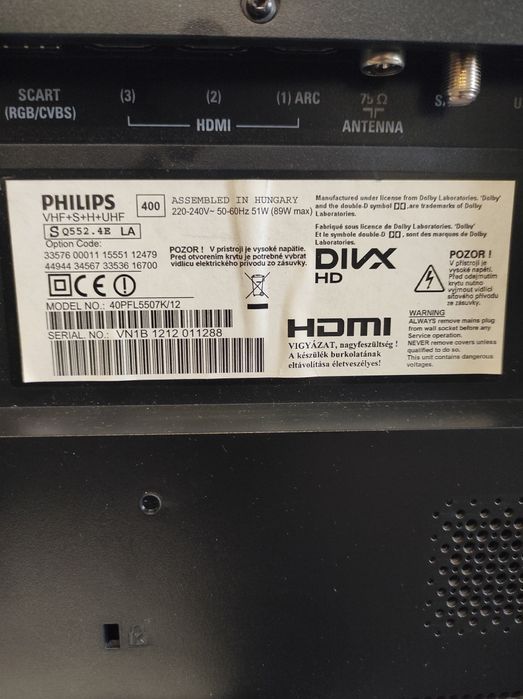 SCART
(RGB/CVBS)
(3) (2) (1) ARC
HDMI
75 Ω
ANTENNA
PHILIPS
VHF+S+H+UHF
400
ASSEMBLED IN HUNGARY
220-240V~ 50-60Hz 51W (89W max)
S Q552.4E LA
Option Code:
33576 00011 15551 12479
44944 34567 33536 16700
POZOR ! V prístroji je vysoké napätie.
Pred otvorením krytu je potrebné vybrat
vidlicu elektrického prívodu zo zásuvky.
CE
MODEL NO.: 40PFL5507K/12
SERIAL. NO.: VN1B 1212 011288
Manufactured under license from Dolby Laboratories. 'Dolby'
and the double-D symbol are trademarks of Dolby
Laboratories.
Fabriqué sous licence de Dolby Laboratories. 'Dolby'
Et le symbole double-D , sont des marques de Dolby
Laboratories.
DIVX
HD
HDMI
VIGYÁZAT, nagyfeszültség !
A készülék burkolatának
eltávolítása életveszélyes!
POZOR !
V přístroji je
vysoké napětí.
Před odejmutím
krytu nutno
vyjmout vidlici
síťového přívodu
ze zásuvky.
WARNING
ALWAYS remove mains plug
from wall socket before any
Service operation.
NEVER remove covers unless
qualified to do so.
This unit contains dangerous
voltages.